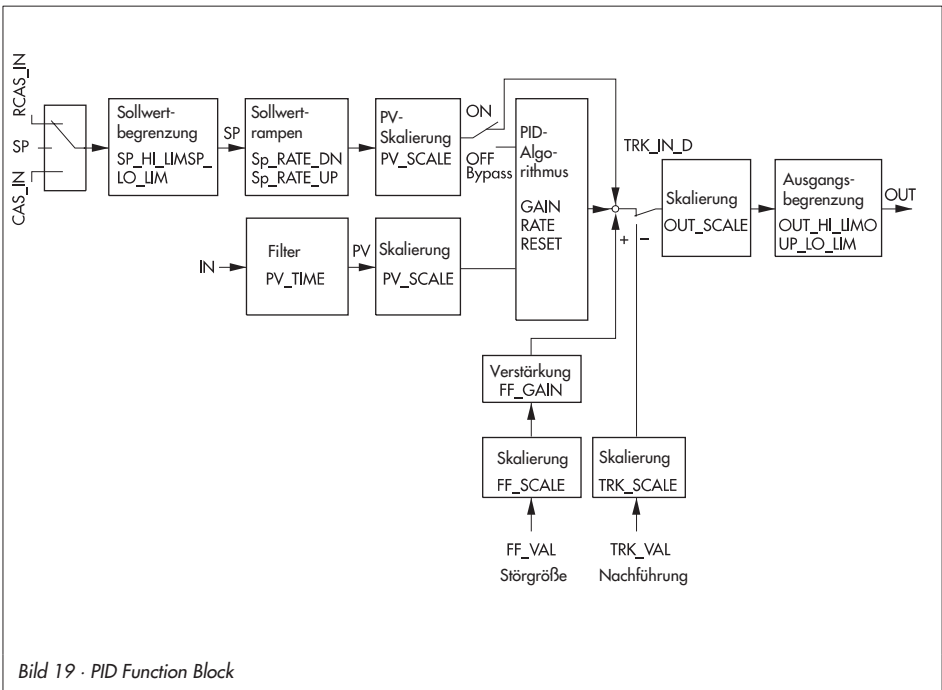 RCAS_IN
SP
CAS_IN
Sollwert-
begrenzung
SP_HI_LIMSP_
LO_LIM
SP
Sollwert-
rampen
Sp_RATE_DN
Sp_RATE_UP
PV-
Skalierung
PV_SCALE
ON
OFF
Bypass
PID-
Algo-
rithmus
GAIN
RATE
RESET
TRK_IN_D
+
–
Skalierung
OUT_SCALE
Ausgangs-
begrenzung
OUT_HI_LIMO
UP_LO_LIM
OUT
IN
Filter
PV_TIME
PV
Skalierung
PV_SCALE
Verstärkung
FF_GAIN
Skalierung
FF_SCALE
Skalierung
TRK_SCALE
FF_VAL
Störgröße
TRK_VAL
Nachführung
Bild 19 · PID Function Block